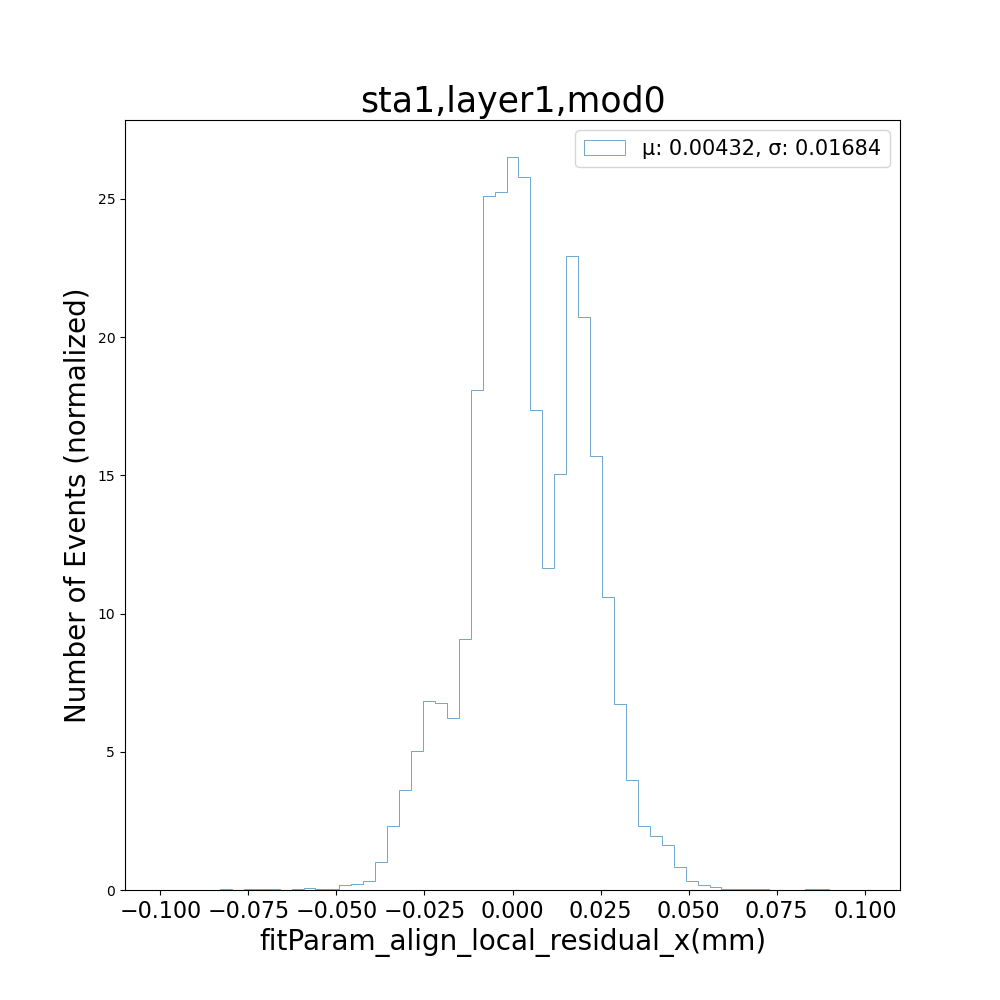 sta1,layer1,mod0
μ: 0.00432, σ: 0.01684
Number of Events (normalized)
25
20
15
10
5
0
−0.100 −0.075 −0.050 −0.025 0.000 0.025 0.050 0.075 0.100
fitParam_align_local_residual_x(mm)